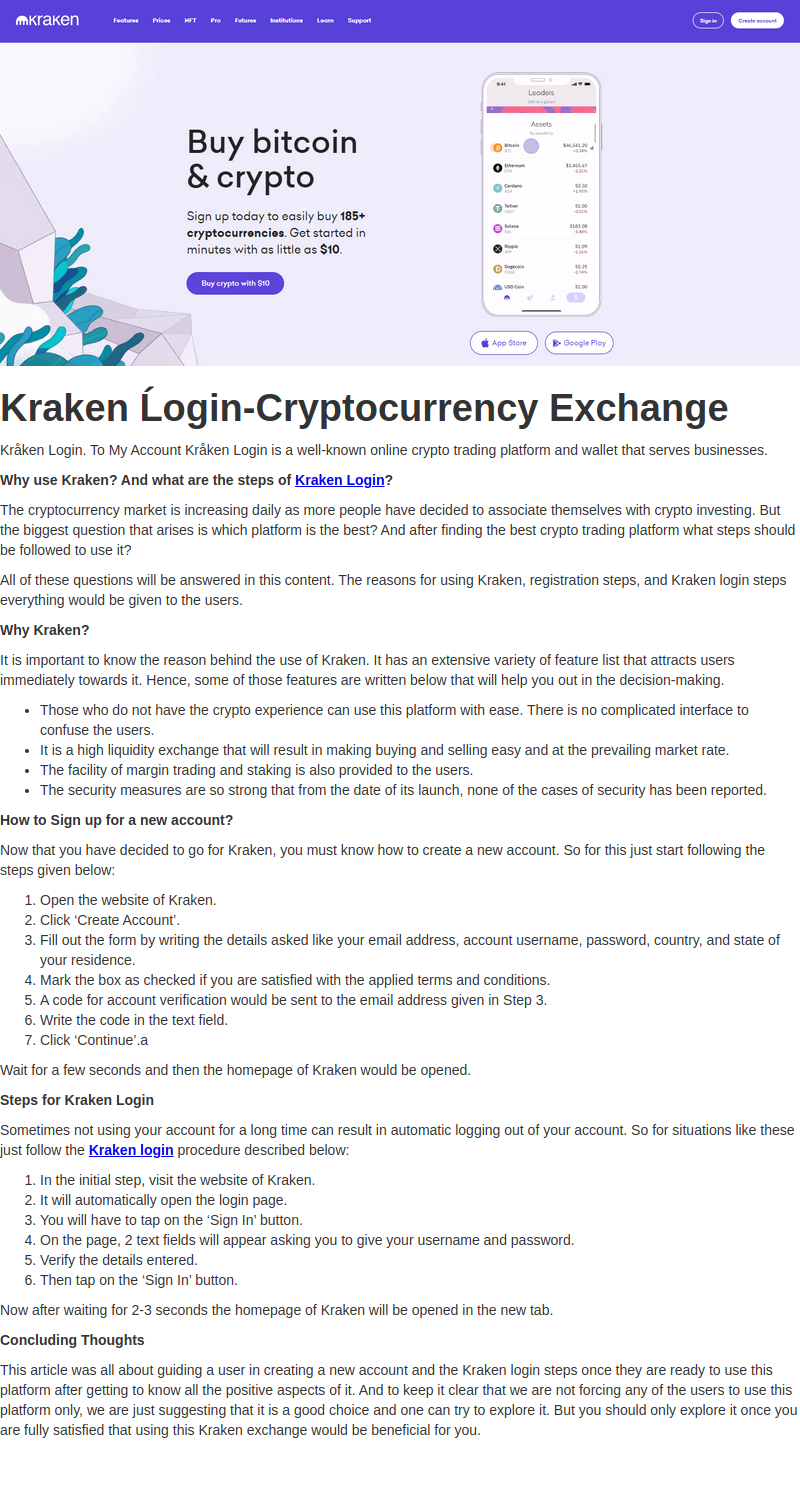 kraken
Features Prices NFT Pro Futures Institutions Learn Support
Sign in Create account
Buy bitcoin
& crypto
Sign up today to easily buy 185+
cryptocurrencies. Get started in
minutes with as little as $10.
Buy crypto with $10
9:41
Leaders
Assets
By popularity
Bitcoin $46,561.20
BTC +0.24%
Ethereum $3,455.67
ETH -2.51%
Cardano $2.50
ADA +1.99%
Tether $1.00
USDT -0.01%
Solana $183.08
SOL -1.44%
Ripple $1.09
XRP -2.26%
Dogecoin $0.25
DOGE -2.74%
USD Coin $1.00
App Store
Google Play
Kraken Ĺogin-Cryptocurrency Exchange
Kråken Login. To My Account Kråken Login is a well-known online crypto trading platform and wallet that serves businesses.
Why use Kraken? And what are the steps of Kraken Login?
The cryptocurrency market is increasing daily as more people have decided to associate themselves with crypto investing. But
the biggest question that arises is which platform is the best? And after finding the best crypto trading platform what steps should
be followed to use it?
All of these questions will be answered in this content. The reasons for using Kraken, registration steps, and Kraken login steps
everything would be given to the users.
Why Kraken?
It is important to know the reason behind the use of Kraken. It has an extensive variety of feature list that attracts users
immediately towards it. Hence, some of those features are written below that will help you out in the decision-making.
• Those who do not have the crypto experience can use this platform with ease. There is no complicated interface to
confuse the users.
• It is a high liquidity exchange that will result in making buying and selling easy and at the prevailing market rate.
• The facility of margin trading and staking is also provided to the users.
• The security measures are so strong that from the date of its launch, none of the cases of security has been reported.
How to Sign up for a new account?
Now that you have decided to go for Kraken, you must know how to create a new account. So for this just start following the
steps given below:
1. Open the website of Kraken.
2. Click ‘Create Account’.
3. Fill out the form by writing the details asked like your email address, account username, password, country, and state of
your residence.
4. Mark the box as checked if you are satisfied with the applied terms and conditions.
5. A code for account verification would be sent to the email address given in Step 3.
6. Write the code in the text field.
7. Click ‘Continue’.a
Wait for a few seconds and then the homepage of Kraken would be opened.
Steps for Kraken Login
Sometimes not using your account for a long time can result in automatic logging out of your account. So for situations like these
just follow the Kraken login procedure described below:
1. In the initial step, visit the website of Kraken.
2. It will automatically open the login page.
3. You will have to tap on the ‘Sign In’ button.
4. On the page, 2 text fields will appear asking you to give your username and password.
5. Verify the details entered.
6. Then tap on the ‘Sign In’ button.
Now after waiting for 2-3 seconds the homepage of Kraken will be opened in the new tab.
Concluding Thoughts
This article was all about guiding a user in creating a new account and the Kraken login steps once they are ready to use this
platform after getting to know all the positive aspects of it. And to keep it clear that we are not forcing any of the users to use this
platform only, we are just suggesting that it is a good choice and one can try to explore it. But you should only explore it once you
are fully satisfied that using this Kraken exchange would be beneficial for you.